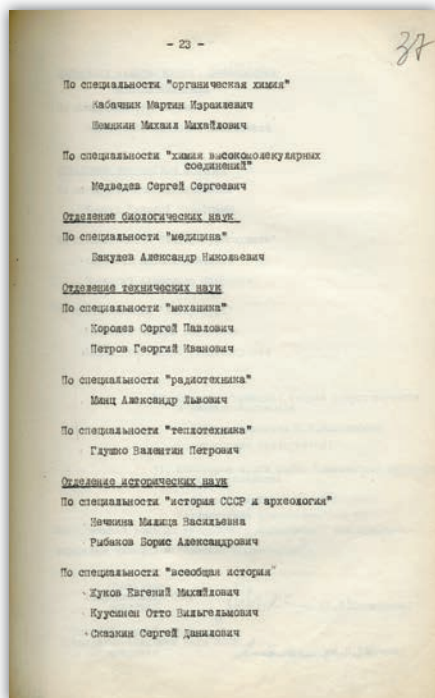 - 23 -
37
По специальности "органическая химия"
Кабачник Мартин Израилевич
Шемякин Михаил Михайлович
По специальности "химия высокомолекулярных
соединений"
Медведев Сергей Сергеевич
Отделение биологических наук
По специальности "медицина"
Бакулев Александр Николаевич
Отделение технических наук
По специальности "механика"
Королев Сергей Павлович
Петров Георгий Иванович
По специальности "радиотехника"
Минц Александр Львович
По специальности "теплотехника"
Глушко Валентин Петрович
Отделение исторических наук
По специальности "история СССР и археология"
Нечкина Милица Васильевна
Рыбаков Борис Александрович
По специальности "всеобщая история"
Жуков Евгений Михайлович
Куусинен Отто Вильгельмович
Сказкин Сергей Данилович